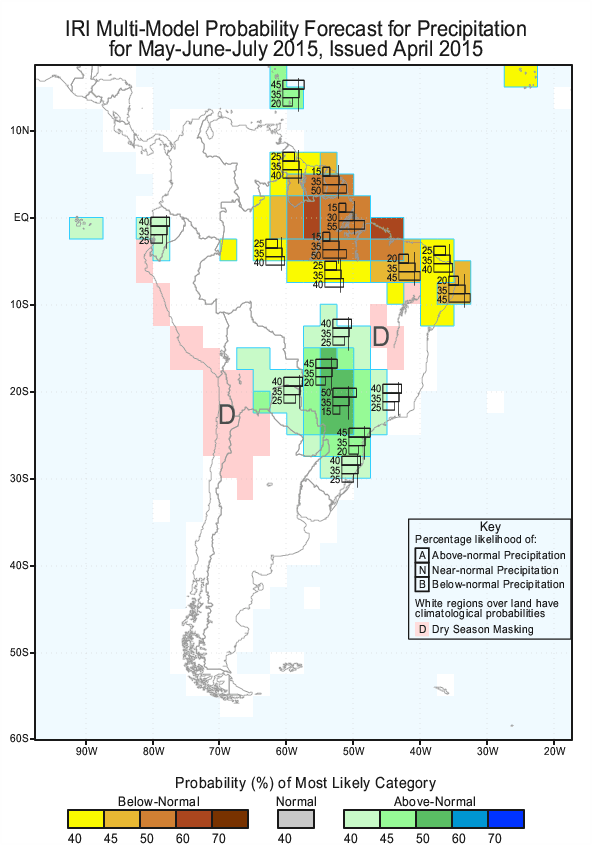 IRI Multi-Model Probability Forecast for Precipitation
for May-June-July 2015, Issued April 2015
45
35
20
10N
25
35
40
15
35
50
EQ
40
35
25
15
30
55
15
35
50
25
35
40
25
35
40
20
35
45
25
35
40
20
35
45
10S
40
35
25
D
45
35
20
20S
40
35
25
50
35
15
40
35
25
D
45
35
20
40
35
25
30S
Key
Percentage likelihood of:
A Above-normal Precipitation
N Near-normal Precipitation
B Below-normal Precipitation
White regions over land have
climatological probabilities
D Dry Season Masking
40S
50S
60S
90W 80W 70W 60W 50W 40W 30W 20W
Probability (%) of Most Likely Category
Below-Normal Normal Above-Normal
40 45 50 60 70 40 40 45 50 60 70